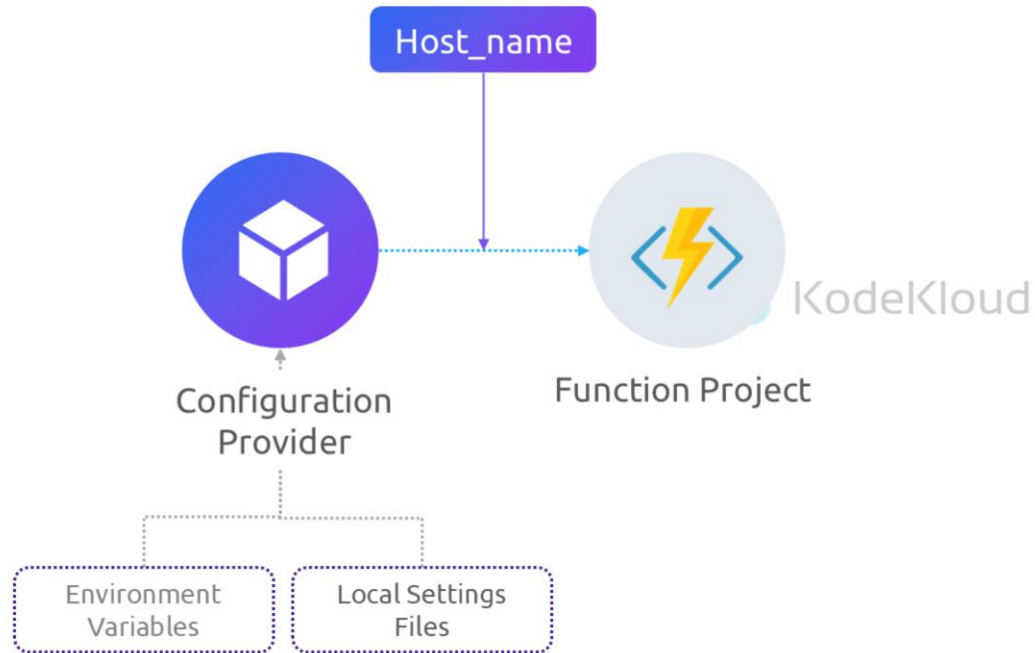 Host_name
KodeKloud
Function Project
Configuration
Provider
Environment
Variables
Local Settings
Files